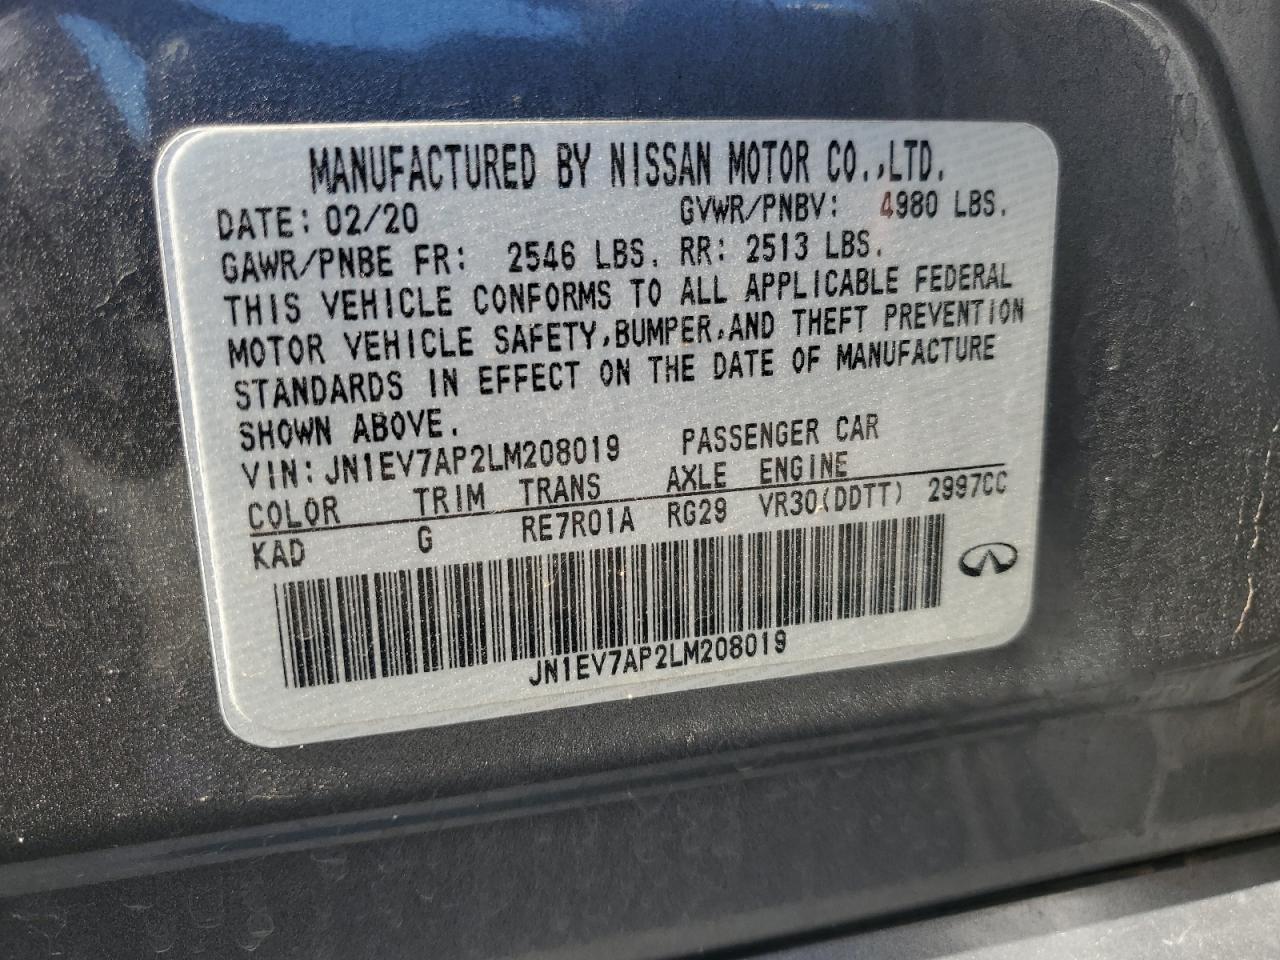 MANUFACTURED BY NISSAN MOTOR CO.,LTD.
DATE: 02/20 GVWR/PNBV: 4980 LBS.
GAWR/PNBE FR: 2546 LBS. RR: 2513 LBS.
THIS VEHICLE CONFORMS TO ALL APPLICABLE FEDERAL
MOTOR VEHICLE SAFETY,BUMPER,AND THEFT PREVENTION
STANDARDS IN EFFECT ON THE DATE OF MANUFACTURE
SHOWN ABOVE.
VIN: JN1EV7AP2LM208019 PASSENGER CAR
COLOR TRIM TRANS AXLE ENGINE
KAD G RE7R01A RG29 VR30(DDTT) 2997CC
JN1EV7AP2LM208019